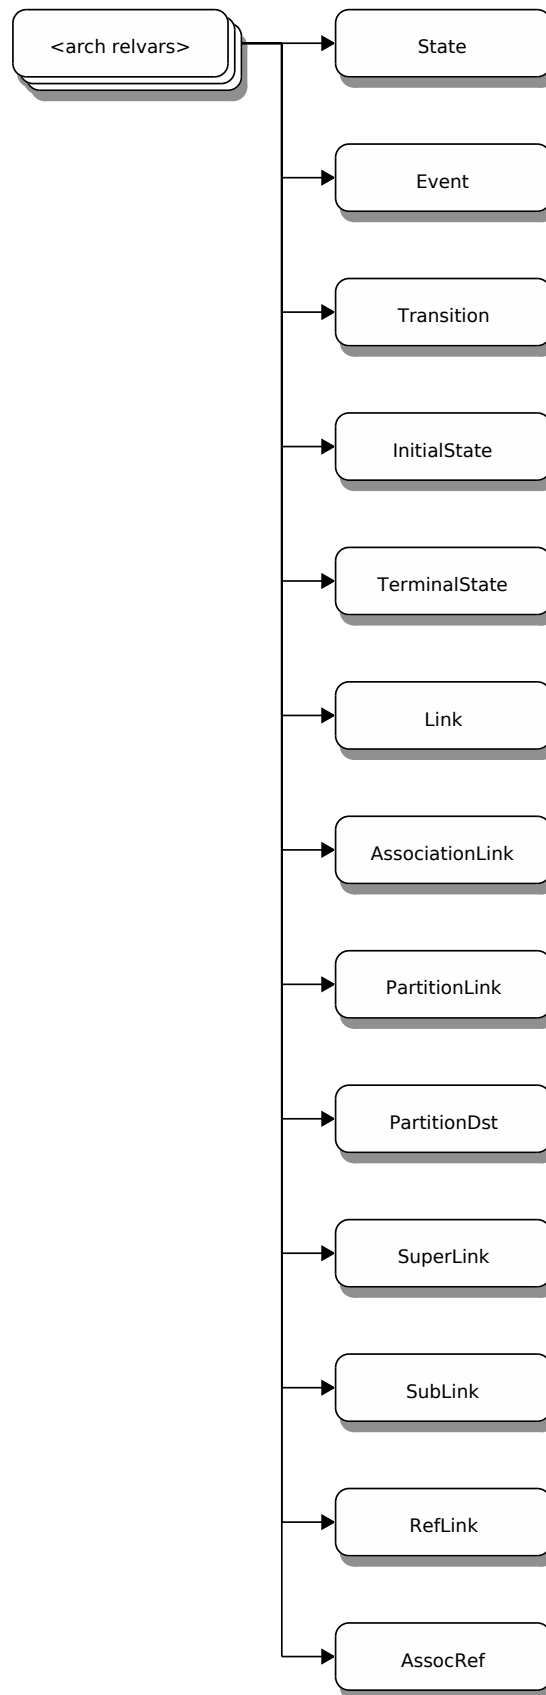 <arch relvars>
State
Event
Transition
InitialState
TerminalState
Link
AssociationLink
PartitionLink
PartitionDst
SuperLink
SubLink
RefLink
AssocRef